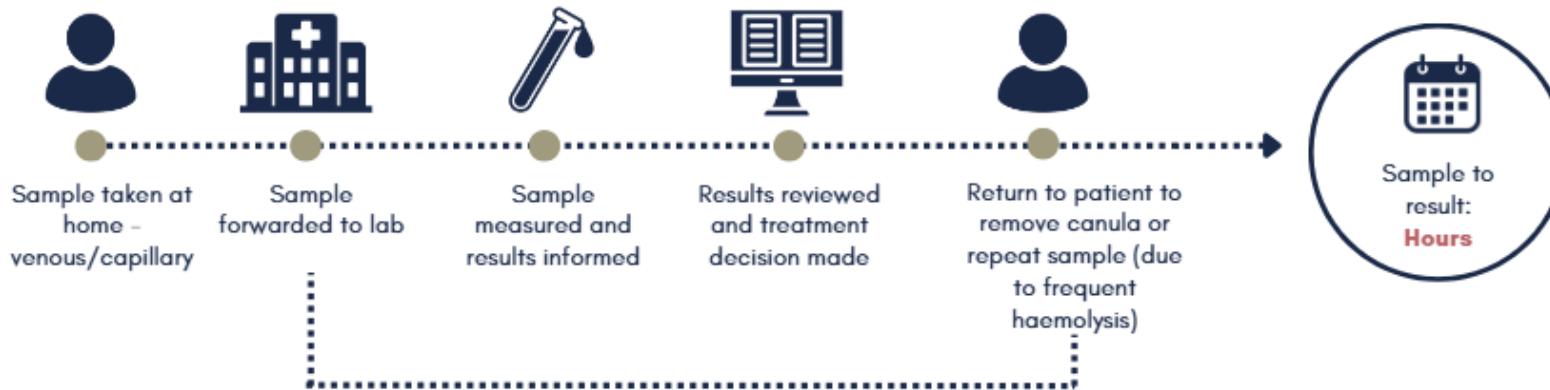 Sample taken at
home –
venous/capillary
Sample
forwarded to lab
Sample
measured and
results informed
Results reviewed
and treatment
decision made
Return to patient to
remove canula or
repeat sample (due
to frequent
haemolysis)
Sample to
result:
Hours